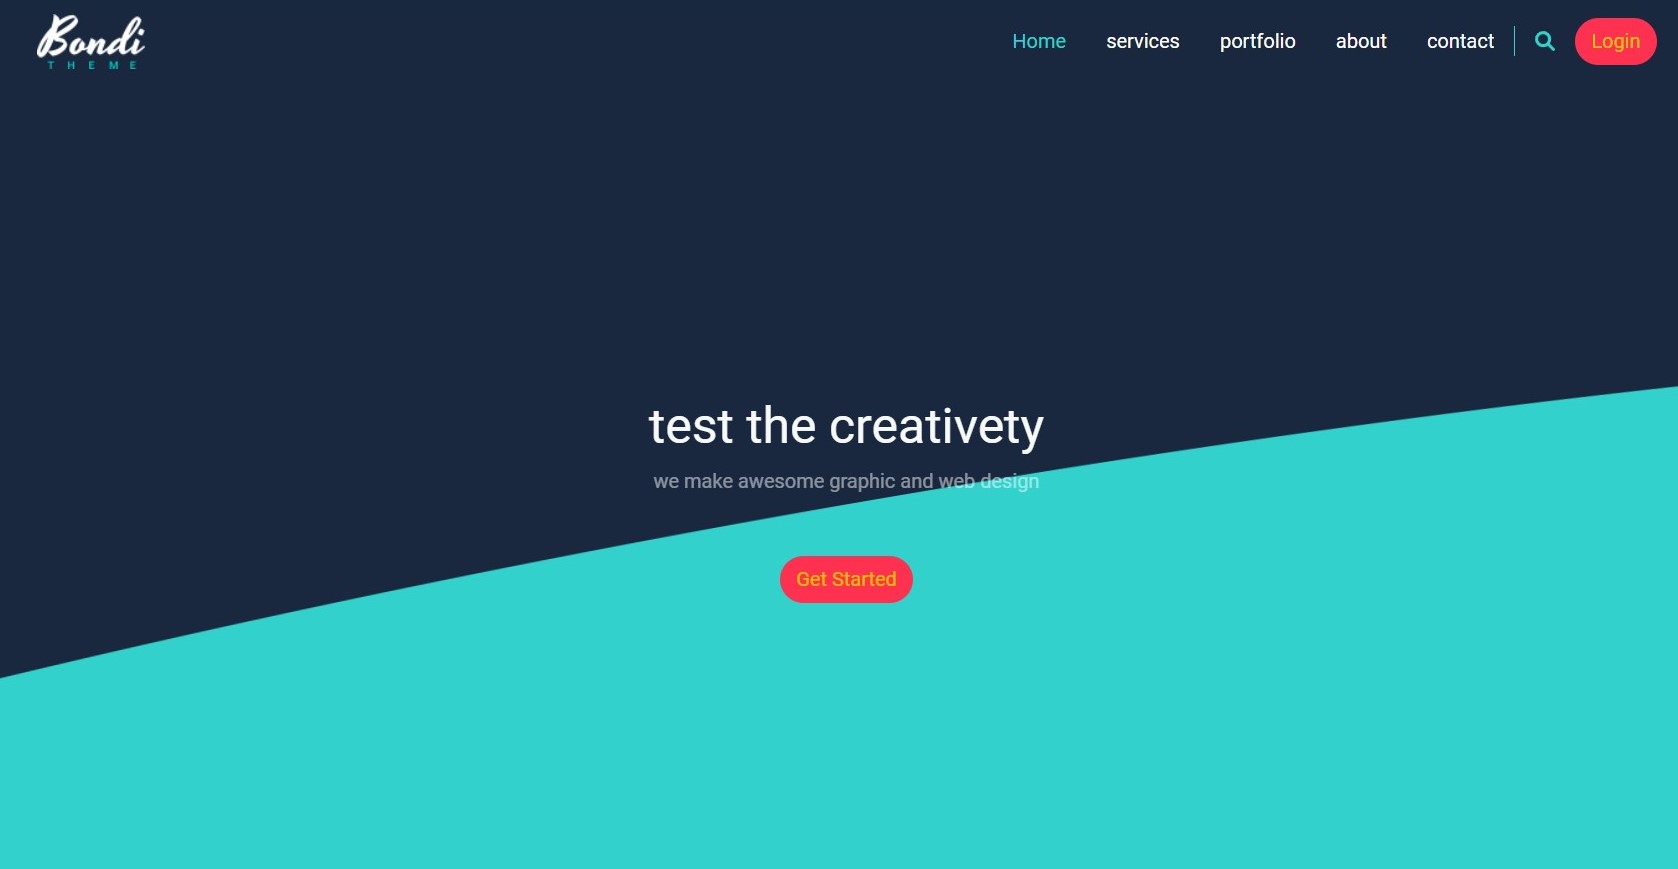 Bondi
THEME
Home services portfolio about contact Login
test the creativety
we make awesome graphic and web design
Get Started